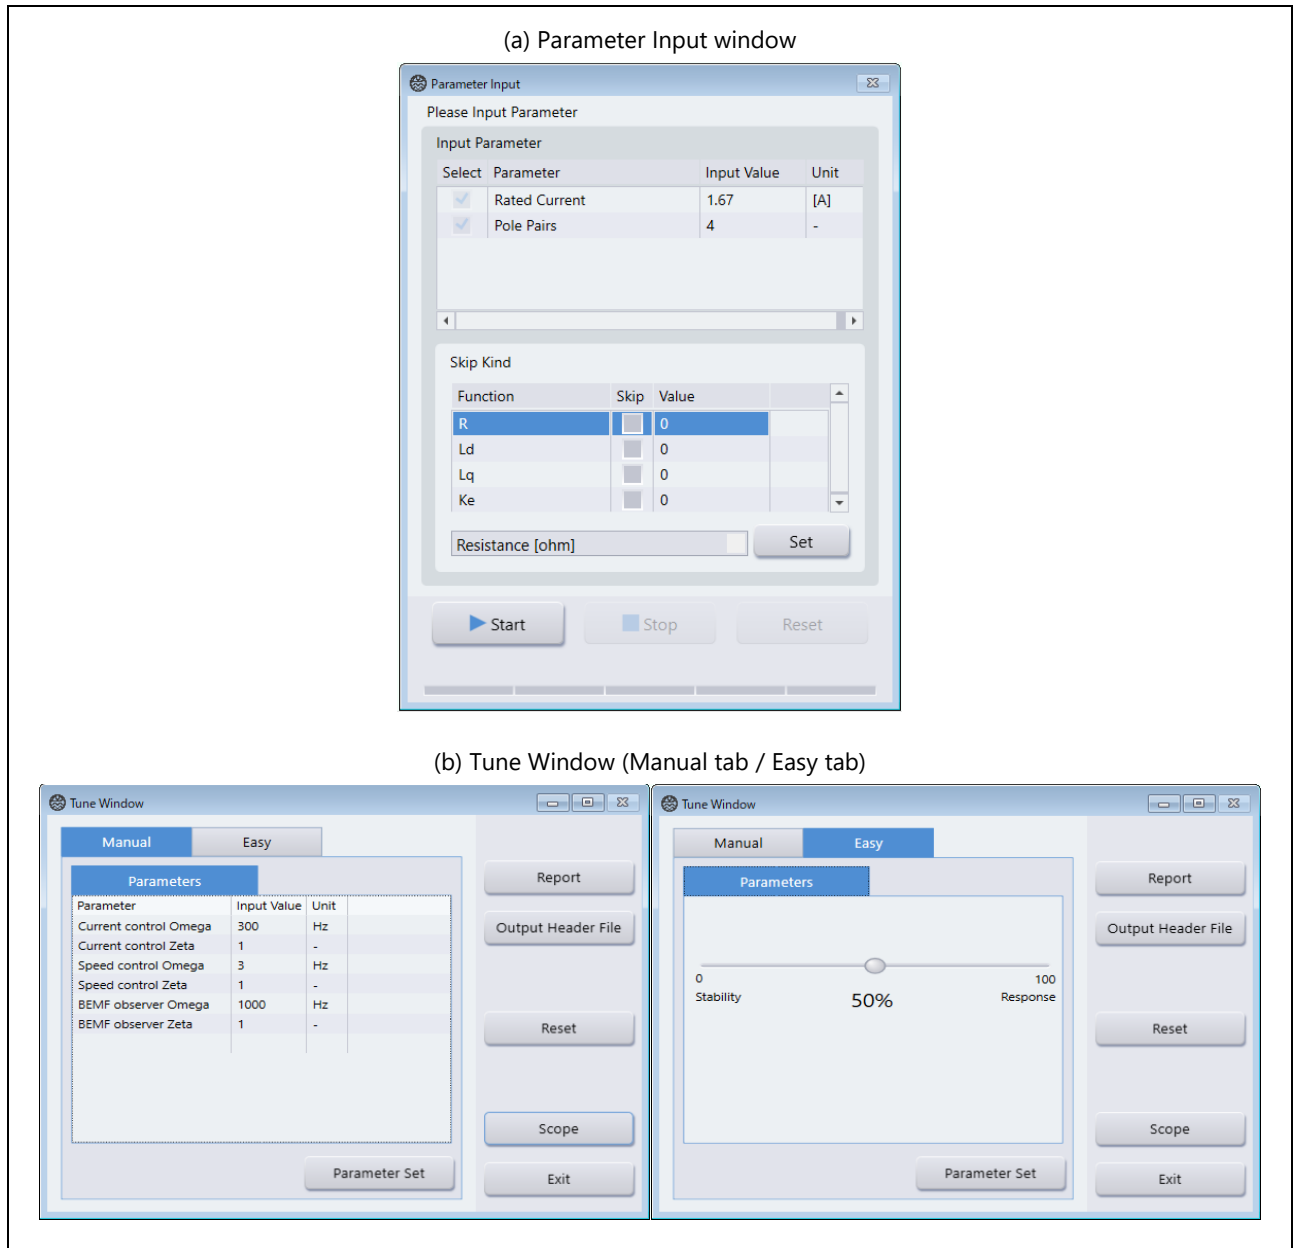 (a) Parameter Input window
Parameter Input
Please Input Parameter
Input Parameter
Select Parameter Input Value Unit
Rated Current 1.67 [A]
Pole Pairs 4 -
Skip Kind
Function Skip Value
R 0
Ld 0
Lq 0
Ke 0
Resistance [ohm] Set
Start Stop Reset
(b) Tune Window (Manual tab / Easy tab)
Tune Window
Manual Easy
Parameters
Parameter Input Value Unit
Current control Omega 300 Hz
Current control Zeta 1 -
Speed control Omega 3 Hz
Speed control Zeta 1 -
BEMF observer Omega 1000 Hz
BEMF observer Zeta 1 -
Parameter Set
Report
Output Header File
Reset
Scope
Exit
Tune Window
Manual Easy
Parameters
0 100
Stability 50% Response
Parameter Set
Report
Output Header File
Reset
Scope
Exit